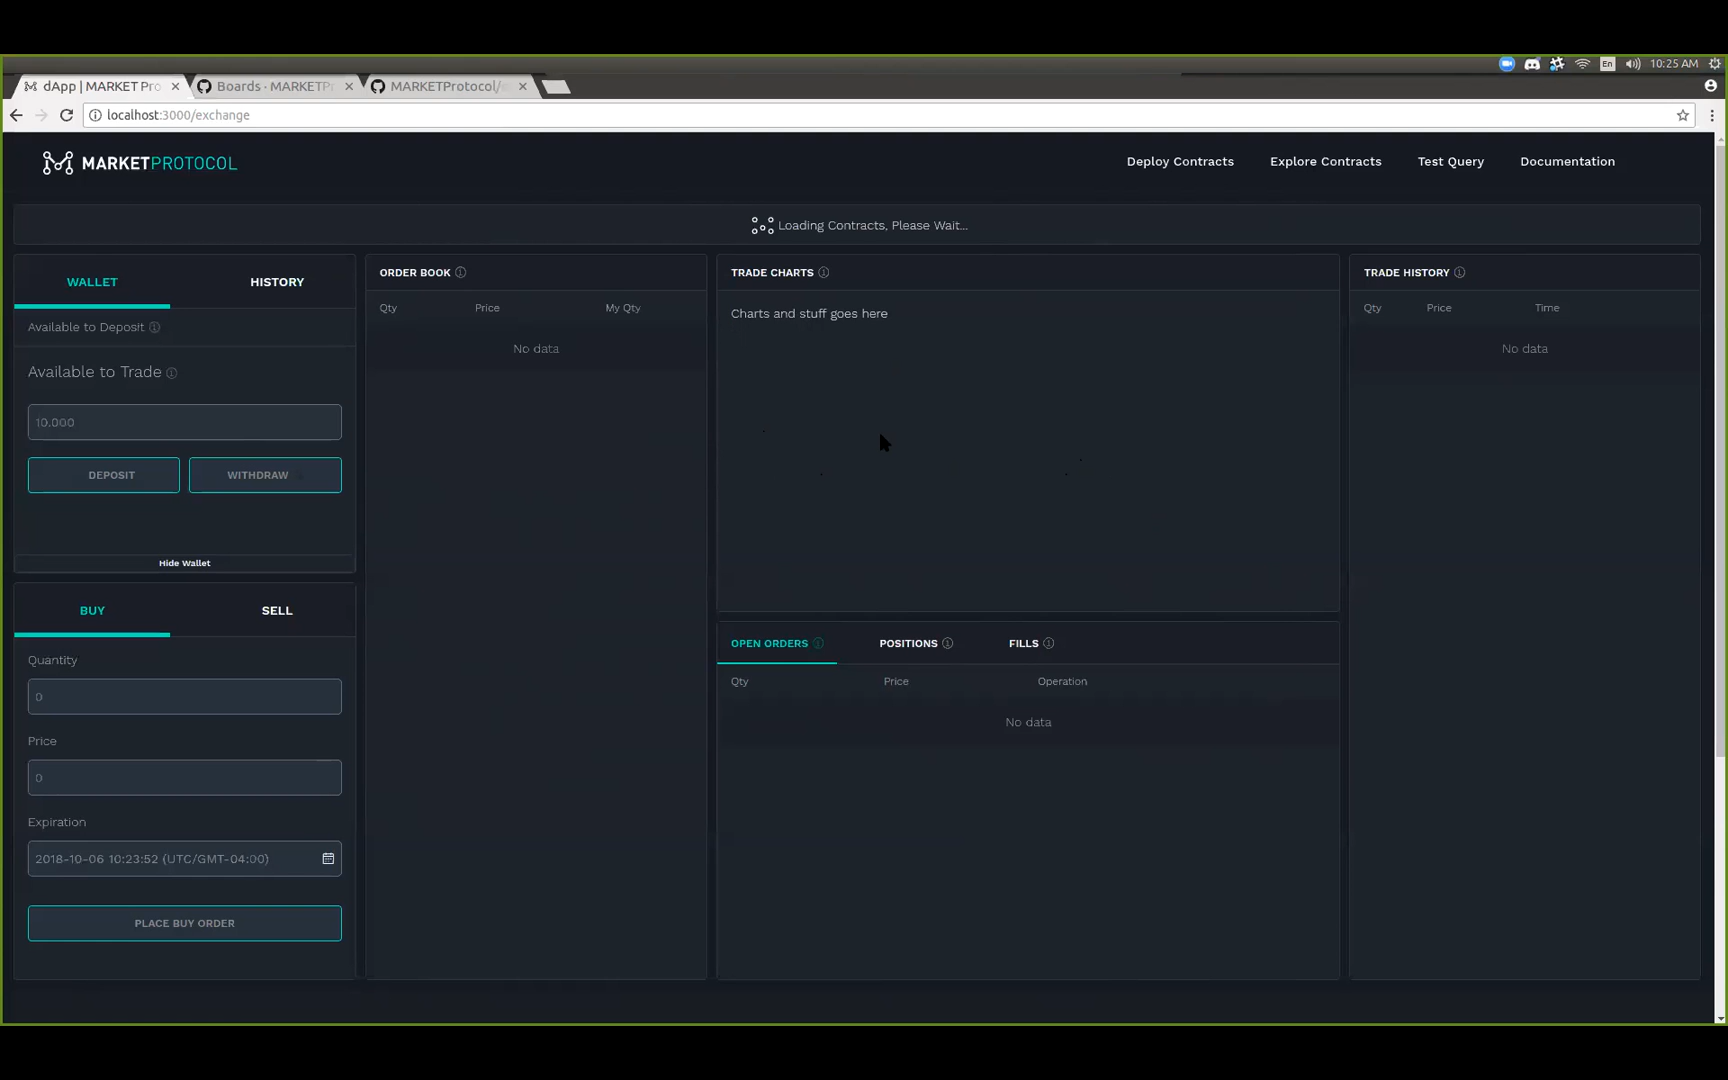 En
10:25 AM
dApp | MARKET Pro
Boards · MARKETPr
MARKETProtocol/
localhost:3000/exchange
MARKETPROTOCOL
Deploy Contracts
Explore Contracts
Test Query
Documentation
Loading Contracts, Please Wait...
WALLET
HISTORY
Available to Deposit
Available to Trade
10.000
DEPOSIT
WITHDRAW
Hide Wallet
BUY
SELL
Quantity
0
Price
0
Expiration
2018-10-06 10:23:52 (UTC/GMT-04:00)
PLACE BUY ORDER
ORDER BOOK
Qty Price My Qty
No data
TRADE CHARTS
Charts and stuff goes here
OPEN ORDERS
POSITIONS
FILLS
Qty Price Operation
No data
TRADE HISTORY
Qty Price Time
No data